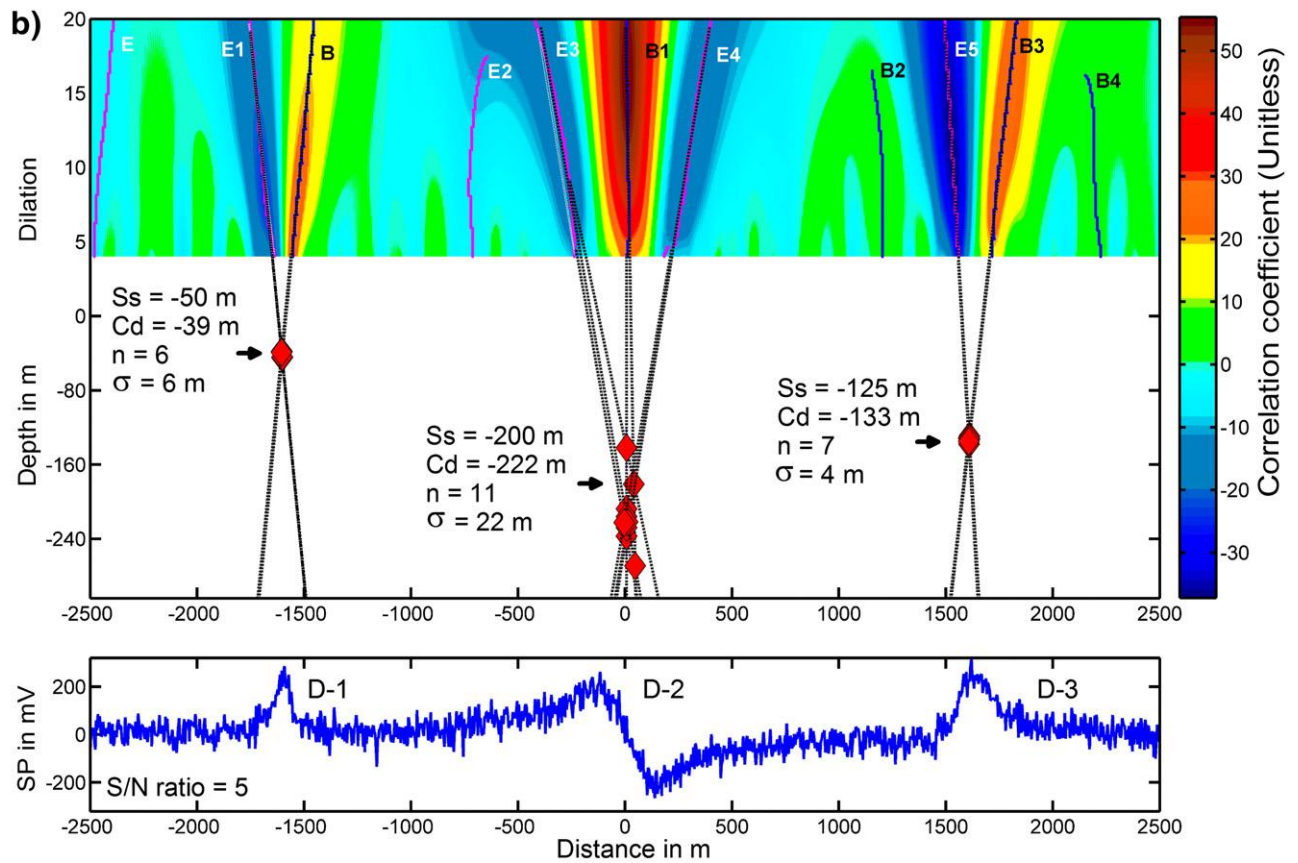 b)
20
15
10
5
Dilation
E
E1
B
E2
E3
B1
E4
B2
E5
B3
B4
0
-80
-160
-240
Depth in m
Ss = -50 m
Cd = -39 m
n = 6
σ = 6 m
Ss = -200 m
Cd = -222 m
n = 11
σ = 22 m
Ss = -125 m
Cd = -133 m
n = 7
σ = 4 m
-2500 -2000 -1500 -1000 -500 0 500 1000 1500 2000 2500
50
40
30
20
10
0
-10
-20
-30
Correlation coefficient (Unitless)
200
0
-200
SP in mV
D-1
D-2
D-3
S/N ratio = 5
-2500 -2000 -1500 -1000 -500 0 500 1000 1500 2000 2500
Distance in m